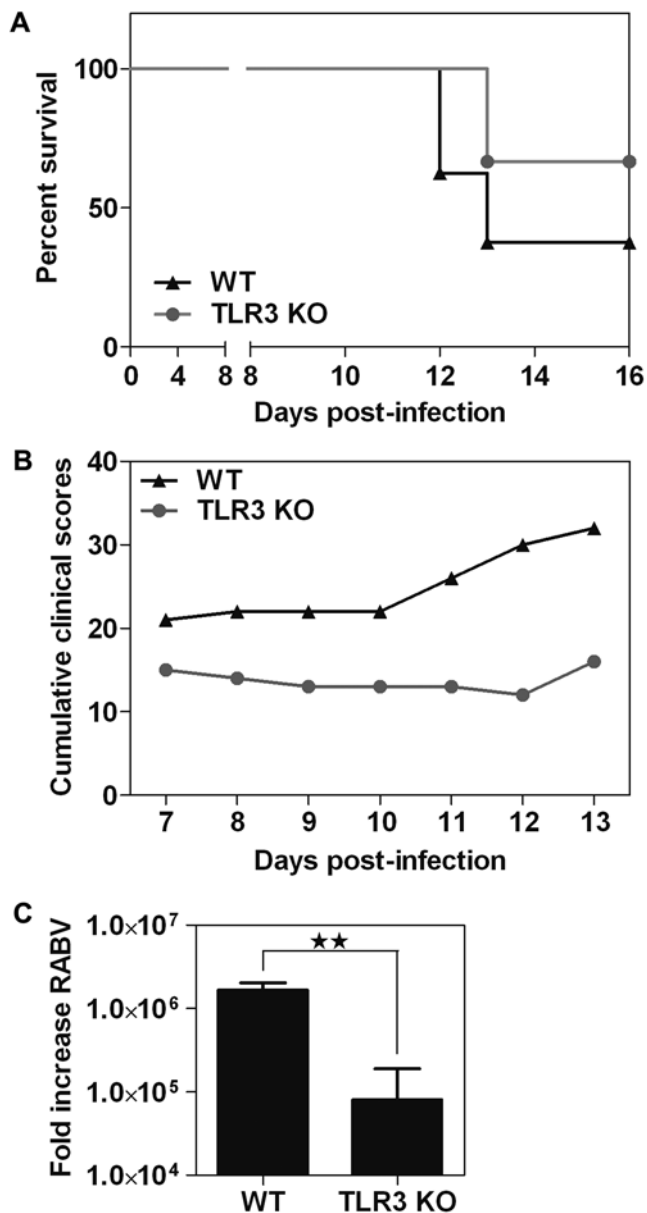 A
Percent survival
100
50
0
WT
TLR3 KO
0 4 8 8 10 12 14 16
Days post-infection
B
Cumulative clinical scores
40
30
20
10
0
WT
TLR3 KO
7 8 9 10 11 12 13
Days post-infection
C
Fold increase RABV
1.0×10⁷
1.0×10⁶
1.0×10⁵
1.0×10⁴
★★
WT TLR3 KO